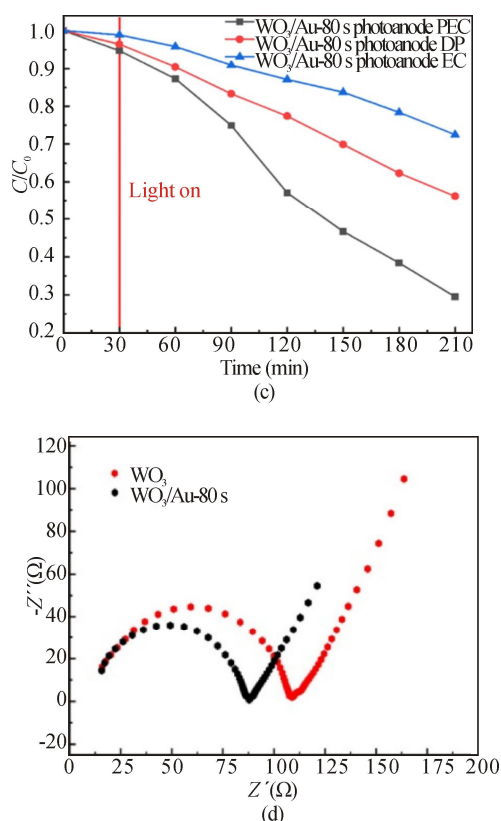 WO₃/Au-80 s photoanode PEC
WO₃/Au-80 s photoanode DP
WO₃/Au-80 s photoanode EC
1.0
0.9
0.8
0.7
0.6
0.5
0.4
0.3
0.2
C/C₀
Light on
0 30 60 90 120 150 180 210
Time (min)
(c)
120
100
80
60
40
20
0
-20
-Z′′(Ω)
WO₃
WO₃/Au-80 s
0 25 50 75 100 125 150 175 200
Z′(Ω)
(d)